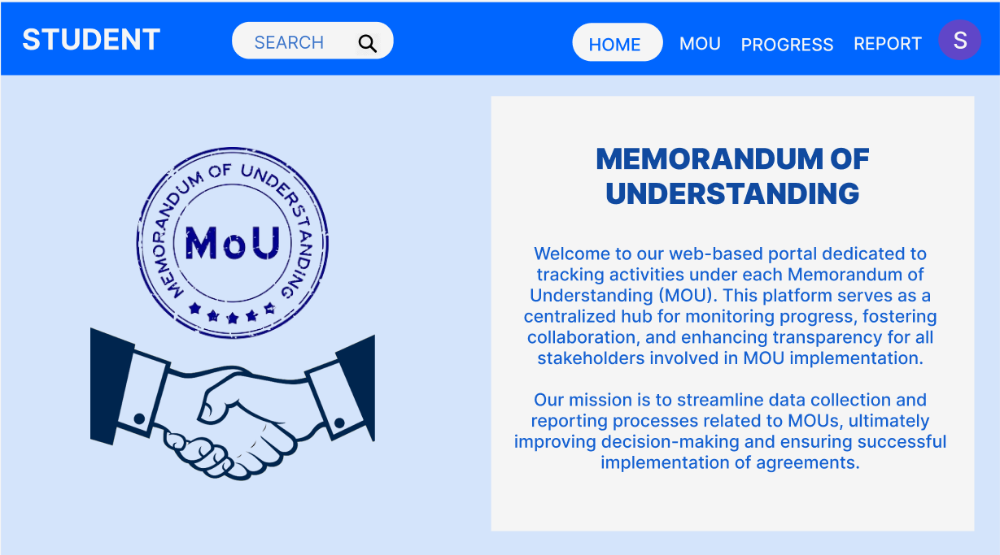 STUDENT
SEARCH
HOME
MOU
PROGRESS
REPORT
S
MEMORANDUM OF UNDERSTANDING
MoU
MEMORANDUM OF
UNDERSTANDING
Welcome to our web-based portal dedicated to
tracking activities under each Memorandum of
Understanding (MOU). This platform serves as a
centralized hub for monitoring progress, fostering
collaboration, and enhancing transparency for all
stakeholders involved in MOU implementation.
Our mission is to streamline data collection and
reporting processes related to MOUs, ultimately
improving decision-making and ensuring successful
implementation of agreements.